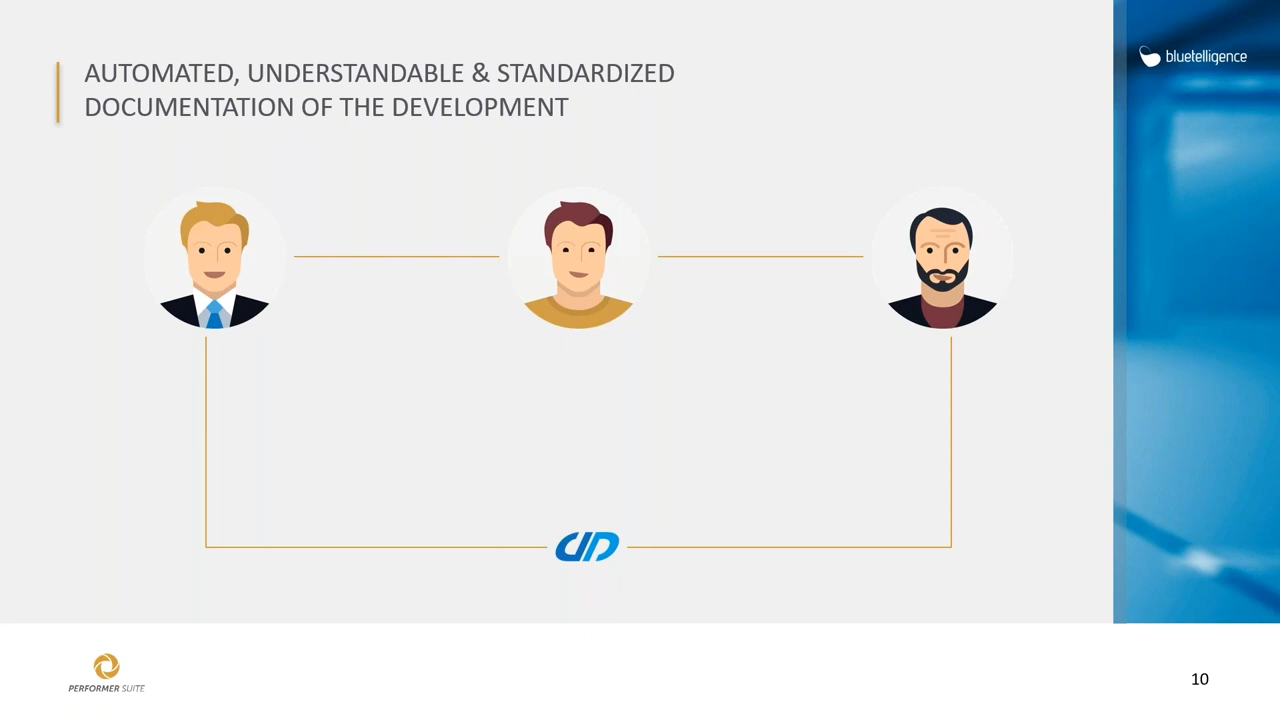 AUTOMATED, UNDERSTANDABLE & STANDARDIZED
DOCUMENTATION OF THE DEVELOPMENT
bluetelligence
PERFORMER SUITE
10